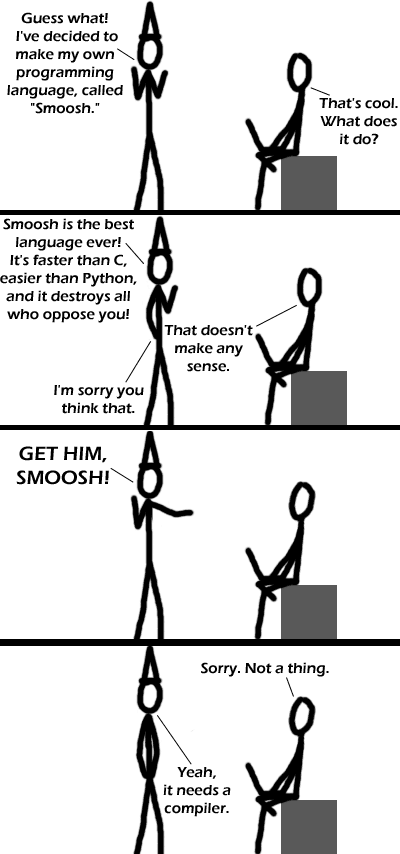 Guess what!
I've decided to
make my own
programming
language, called
"Smoosh."
That's cool.
What does
it do?
Smoosh is the best
language ever!
It's faster than C,
easier than Python,
and it destroys all
who oppose you!
That doesn't
make any
sense.
I'm sorry you
think that.
GET HIM,
SMOOSH!
Sorry. Not a thing.
Yeah,
it needs a
compiler.